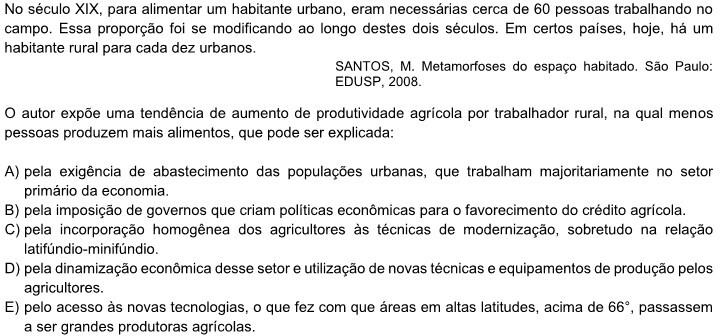 No século XIX, para alimentar um habitante urbano, eram necessárias cerca de 60 pessoas trabalhando no
campo. Essa proporção foi se modificando ao longo destes dois séculos. Em certos países, hoje, há um
habitante rural para cada dez urbanos.
SANTOS, M. Metamorfoses do espaço habitado. São Paulo:
EDUSP, 2008.
O autor expõe uma tendência de aumento de produtividade agrícola por trabalhador rural, na qual menos
pessoas produzem mais alimentos, que pode ser explicada:
A) pela exigência de abastecimento das populações urbanas, que trabalham majoritariamente no setor
primário da economia.
B) pela imposição de governos que criam políticas econômicas para o favorecimento do crédito agrícola.
C) pela incorporação homogênea dos agricultores às técnicas de modernização, sobretudo na relação
latifúndio-minifúndio.
D) pela dinamização econômica desse setor e utilização de novas técnicas e equipamentos de produção pelos
agricultores.
E) pelo acesso às novas tecnologias, o que fez com que áreas em altas latitudes, acima de 66°, passassem
a ser grandes produtoras agrícolas.